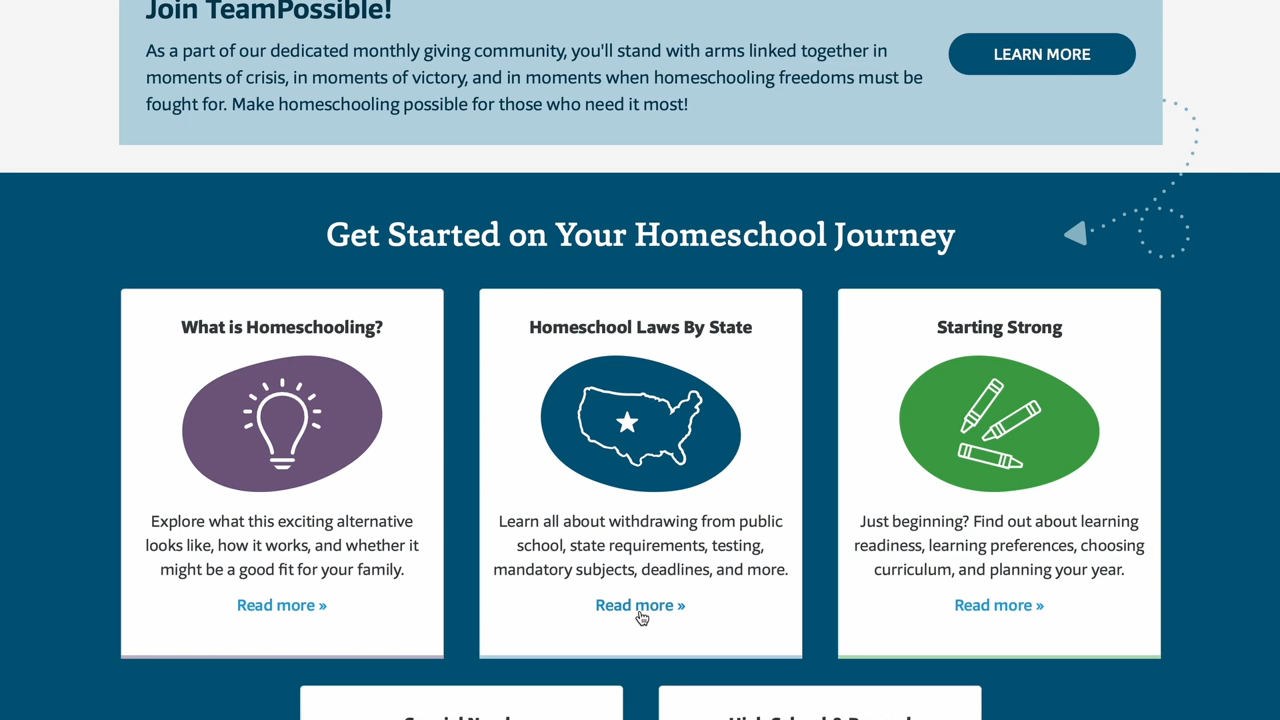 Join TeamPossible!
As a part of our dedicated monthly giving community, you'll stand with arms linked together in
moments of crisis, in moments of victory, and in moments when homeschooling freedoms must be
fought for. Make homeschooling possible for those who need it most!
LEARN MORE
Get Started on Your Homeschool Journey
What is Homeschooling?
Explore what this exciting alternative
looks like, how it works, and whether it
might be a good fit for your family.
Read more »
Homeschool Laws By State
Learn all about withdrawing from public
school, state requirements, testing,
mandatory subjects, deadlines, and more.
Read more »
Starting Strong
Just beginning? Find out about learning
readiness, learning preferences, choosing
curriculum, and planning your year.
Read more »